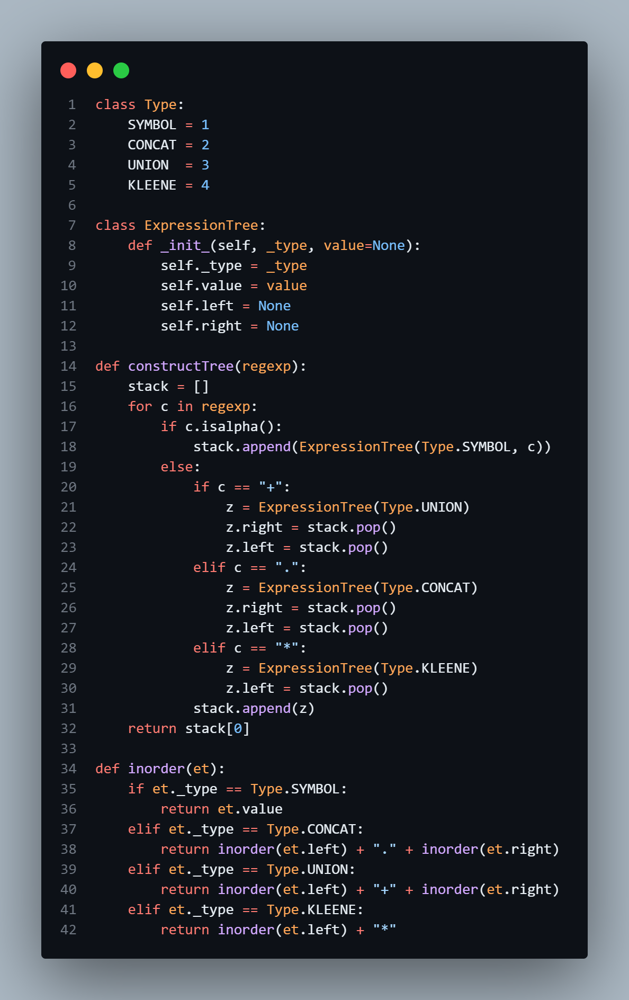 1 class Type:
2     SYMBOL = 1
3     CONCAT = 2
4     UNION  = 3
5     KLEENE = 4
6
7 class ExpressionTree:
8     def _init_(self, _type, value=None):
9         self._type = _type
10         self.value = value
11         self.left = None
12         self.right = None
13
14 def constructTree(regexp):
15     stack = []
16     for c in regexp:
17         if c.isalpha():
18             stack.append(ExpressionTree(Type.SYMBOL, c))
19         else:
20             if c == "+":
21                 z = ExpressionTree(Type.UNION)
22                 z.right = stack.pop()
23                 z.left = stack.pop()
24             elif c == ".":
25                 z = ExpressionTree(Type.CONCAT)
26                 z.right = stack.pop()
27                 z.left = stack.pop()
28             elif c == "*":
29                 z = ExpressionTree(Type.KLEENE)
30                 z.left = stack.pop()
31             stack.append(z)
32     return stack[0]
33
34 def inorder(et):
35     if et._type == Type.SYMBOL:
36         return et.value
37     elif et._type == Type.CONCAT:
38         return inorder(et.left) + "." + inorder(et.right)
39     elif et._type == Type.UNION:
40         return inorder(et.left) + "+" + inorder(et.right)
41     elif et._type == Type.KLEENE:
42         return inorder(et.left) + "*"